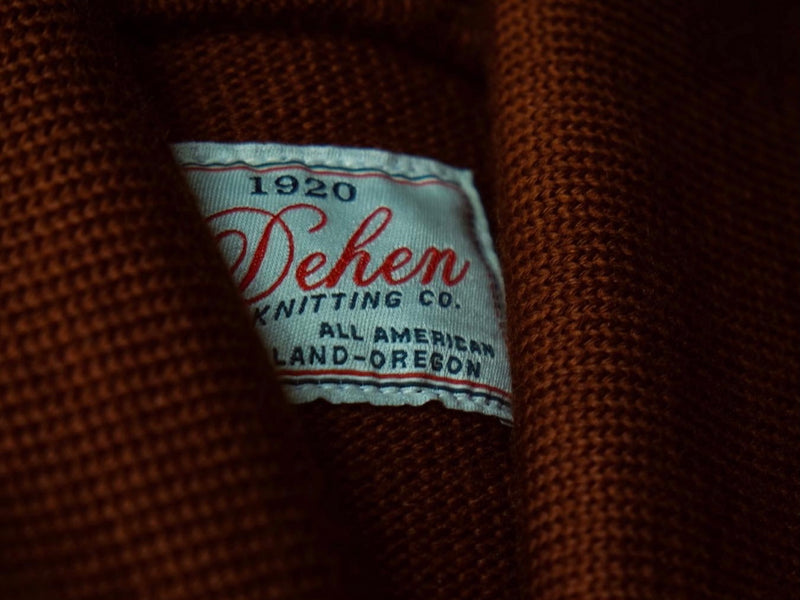 1920
Dehen
KNITTING CO.
ALL AMERICAN
LAND-OREGON